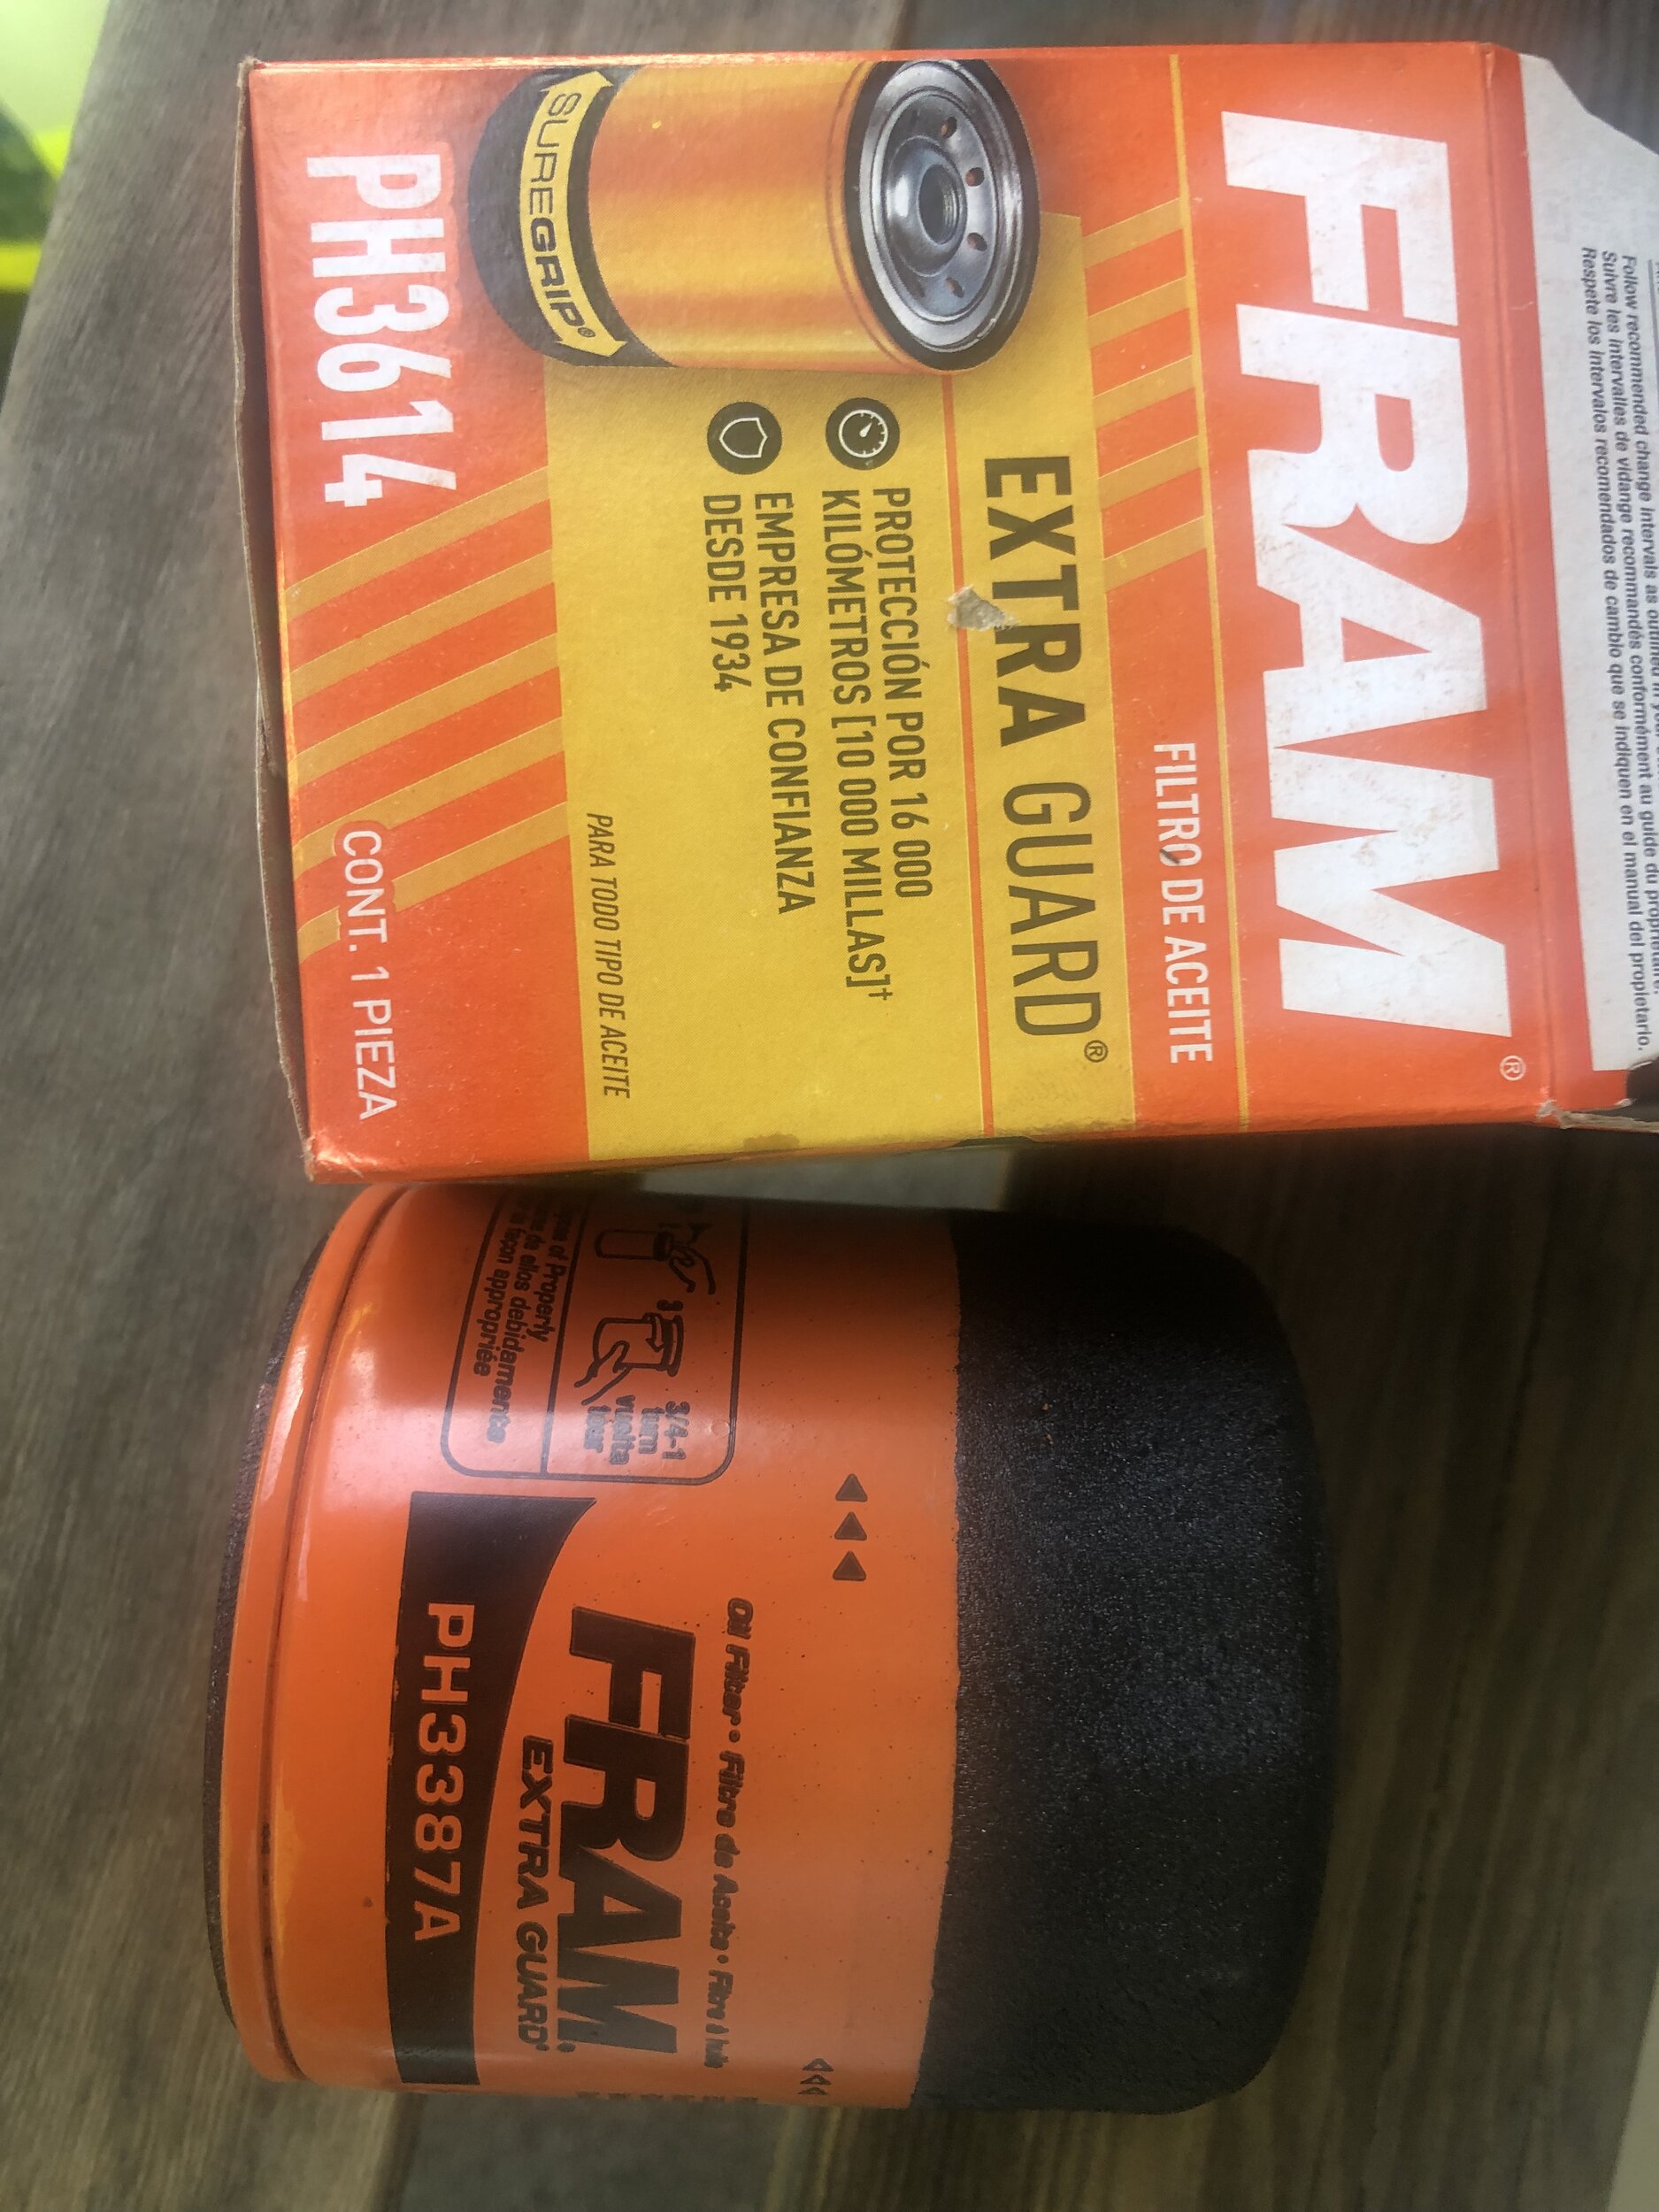 Follow recommended change intervals as outlined in
Suivre les intervalles de vidange recommandés conformément au guide du propriétaire.
Respete los intervalos recomendados de cambio que se indiquen en el manual del propietario.
FRAM®
FILTRO DE ACEITE
EXTRA GUARD®
PROTECCIÓN POR 16 000
KILÓMETROS [10 000 MILLAS]†
EMPRESA DE CONFIANZA
DESDE 1934
SUREGRIP®
PARA TODO TIPO DE ACEITE
PH3614
CONT. 1 PIEZA
3/4-1
turn
vuelta
tour
of Properly
de ellos debidamente
de façon appropriée
Oil Filter • Filtro de Aceite • Filtre à huile
FRAM®
EXTRA GUARD®
PH3387A